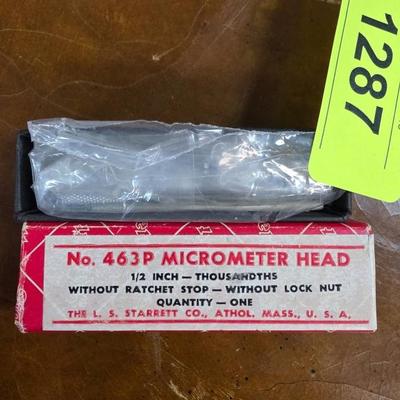 1287
No. 463P MICROMETER HEAD
1/2 INCH — THOUSANDTHS
WITHOUT RATCHET STOP — WITHOUT LOCK NUT
QUANTITY — ONE
THE L. S. STARRETT CO., ATHOL, MASS., U. S. A.